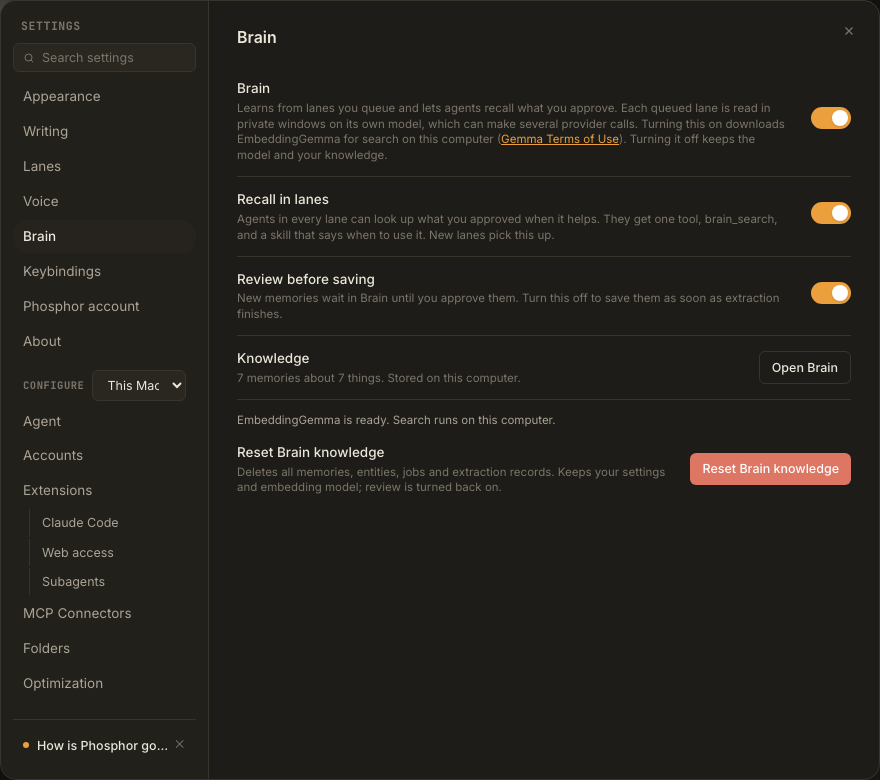 SETTINGS
Search settings
Appearance
Writing
Lanes
Voice
Brain
Keybindings
Phosphor account
About
CONFIGURE This Mac
Agent
Accounts
Extensions
Claude Code
Web access
Subagents
MCP Connectors
Folders
Optimization
How is Phosphor go...
Brain
Brain
Learns from lanes you queue and lets agents recall what you approve. Each queued lane is read in
private windows on its own model, which can make several provider calls. Turning this on downloads
EmbeddingGemma for search on this computer (Gemma Terms of Use). Turning it off keeps the
model and your knowledge.
Recall in lanes
Agents in every lane can look up what you approved when it helps. They get one tool, brain_search,
and a skill that says when to use it. New lanes pick this up.
Review before saving
New memories wait in Brain until you approve them. Turn this off to save them as soon as extraction
finishes.
Knowledge
7 memories about 7 things. Stored on this computer.
Open Brain
EmbeddingGemma is ready. Search runs on this computer.
Reset Brain knowledge
Deletes all memories, entities, jobs and extraction records. Keeps your settings
and embedding model; review is turned back on.
Reset Brain knowledge